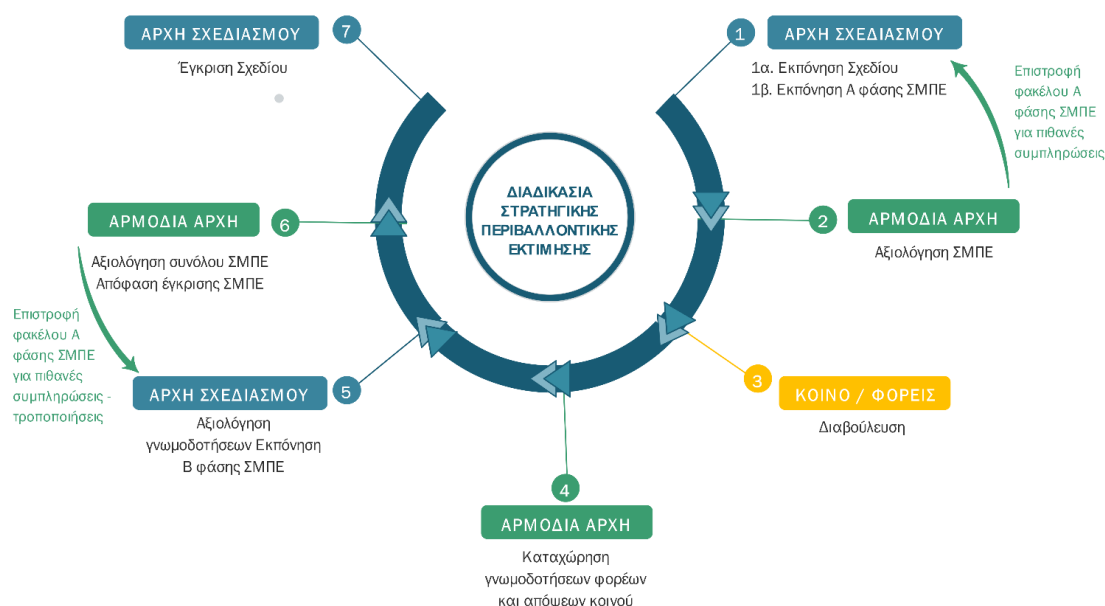 ΔΙΑΔΙΚΑΣΙΑ
ΣΤΡΑΤΗΓΙΚΗΣ
ΠΕΡΙΒΑΛΛΟΝΤΙΚΗΣ
ΕΚΤΙΜΗΣΗΣ
1
ΑΡΧΗ ΣΧΕΔΙΑΣΜΟΥ
1α. Εκπόνηση Σχεδίου
1β. Εκπόνηση Α φάσης ΣΜΠΕ
Επιστροφή
φακέλου Α
φάσης ΣΜΠΕ
για πιθανές
συμπληρώσεις
2
ΑΡΜΟΔΙΑ ΑΡΧΗ
Αξιολόγηση ΣΜΠΕ
3
ΚΟΙΝΟ / ΦΟΡΕΙΣ
Διαβούλευση
4
ΑΡΜΟΔΙΑ ΑΡΧΗ
Καταχώρηση
γνωμοδοτήσεων φορέων
και απόψεων κοινού
5
ΑΡΧΗ ΣΧΕΔΙΑΣΜΟΥ
Αξιολόγηση
γνωμοδοτήσεων Εκπόνηση
Β φάσης ΣΜΠΕ
6
ΑΡΜΟΔΙΑ ΑΡΧΗ
Αξιολόγηση συνόλου ΣΜΠΕ
Απόφαση έγκρισης ΣΜΠΕ
Επιστροφή
φακέλου Α
φάσης ΣΜΠΕ
για πιθανές
συμπληρώσεις -
τροποποιήσεις
7
ΑΡΧΗ ΣΧΕΔΙΑΣΜΟΥ
Έγκριση Σχεδίου